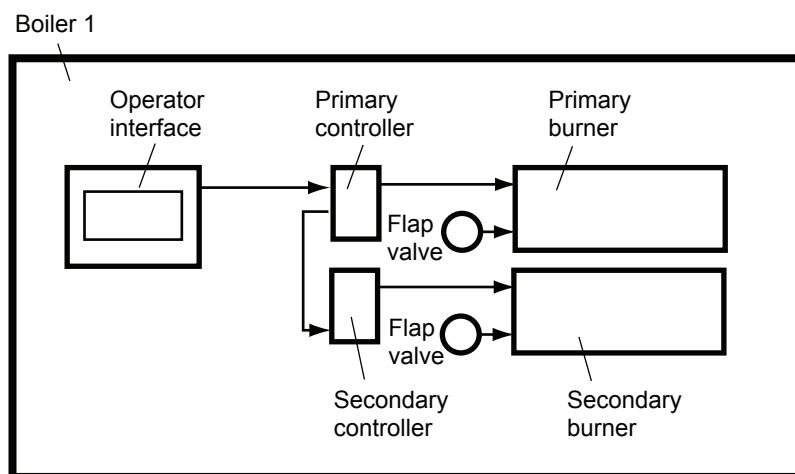 Boiler 1
Operator
interface
Primary
controller
Primary
burner
Flap
valve
Flap
valve
Secondary
controller
Secondary
burner